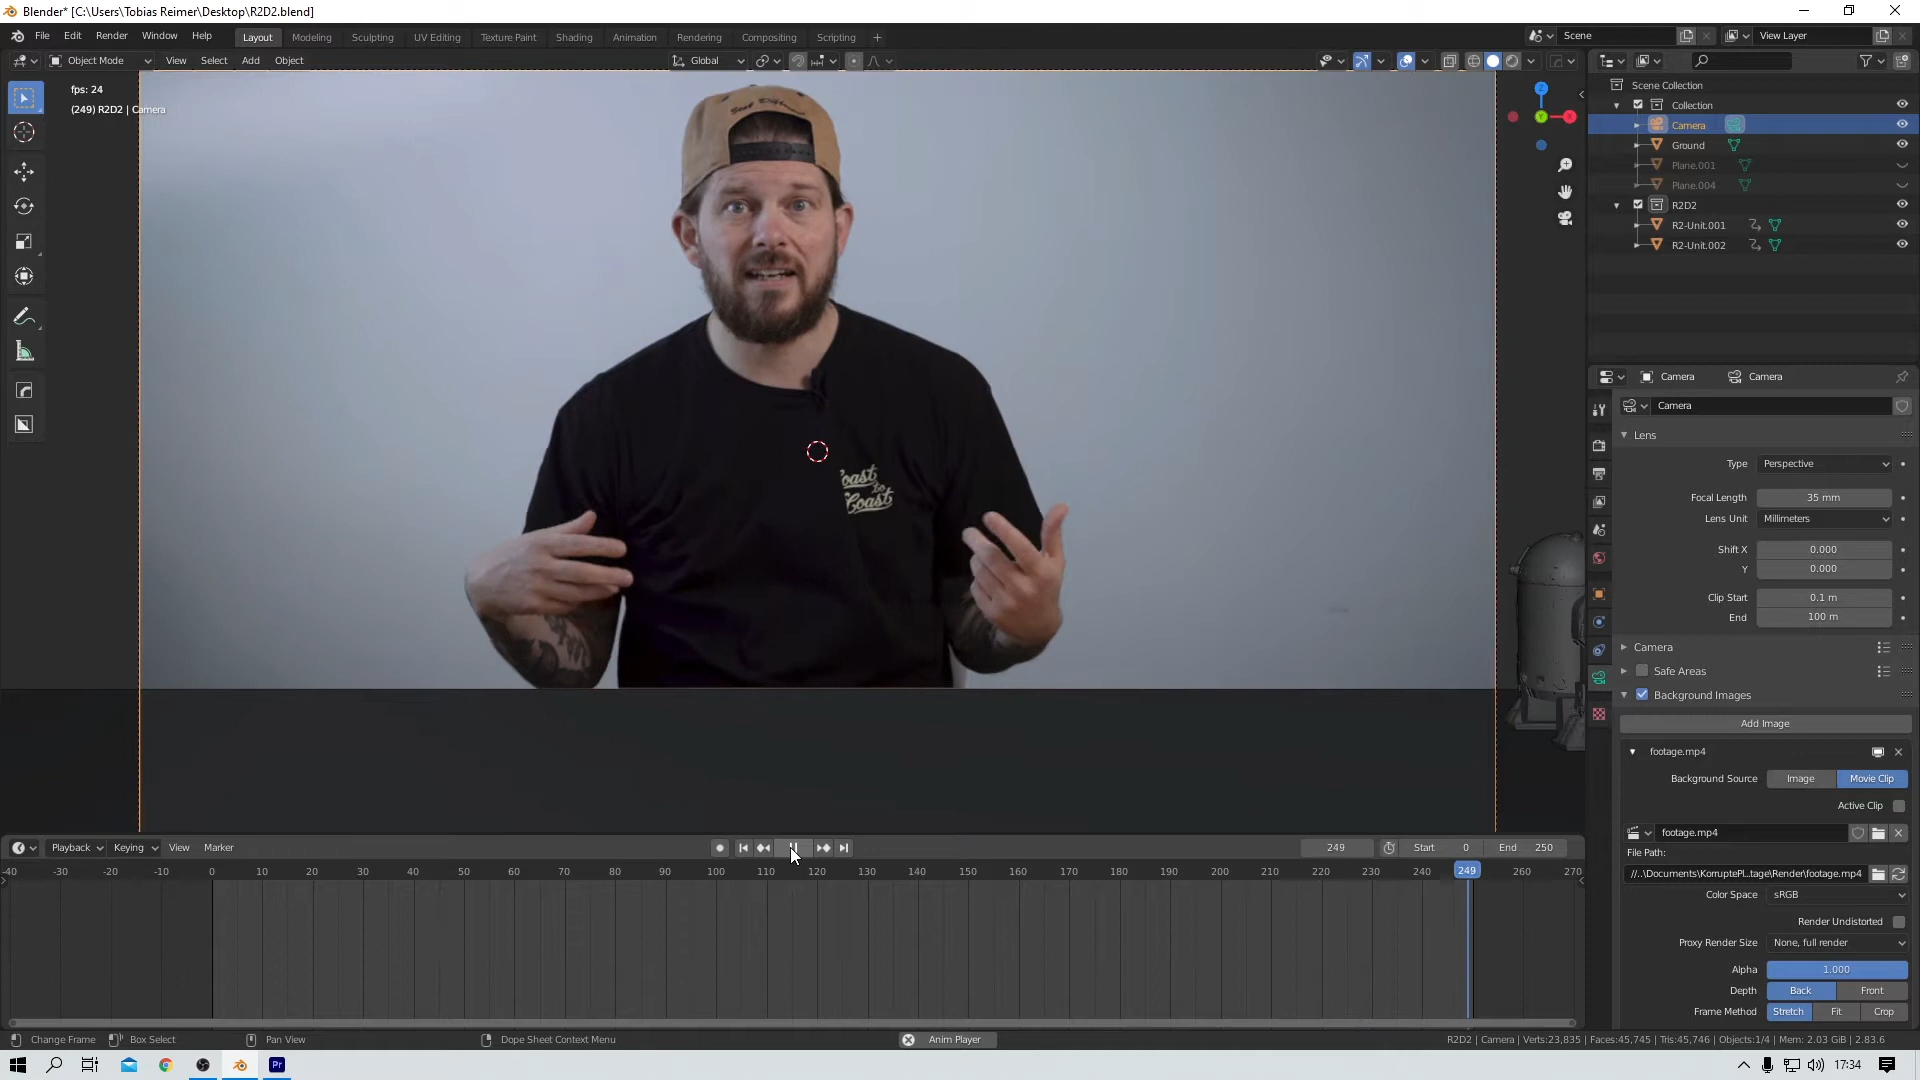 Blender* [C:\Users\Tobias Reimer\Desktop\R2D2.blend]
File Edit Render Window Help Layout Modeling Sculpting UV Editing Texture Paint Shading Animation Rendering Compositing Scripting + Scene View Layer
Object Mode View Select Add Object Global
fps: 24
(249) R2D2 | Camera
Scene Collection
Collection
Camera
Ground
Plane.001
Plane.004
R2D2
R2-Unit.001
R2-Unit.002
Z
Y
X
oast
to
Coast
Camera Camera
Camera
Lens
Type Perspective
Focal Length 35 mm
Lens Unit Millimeters
Shift X 0.000
Y 0.000
Clip Start 0.1 m
End 100 m
Camera
Safe Areas
Background Images
Add Image
footage.mp4
Background Source Image Movie Clip
Active Clip
footage.mp4
File Path:
//..\Documents\KorruptePl...tage\Render\footage.mp4
Color Space sRGB
Render Undistorted
Proxy Render Size None, full render
Alpha 1.000
Depth Back Front
Frame Method Stretch Fit Crop
Playback Keying View Marker 249 Start 0 End 250
-40 -30 -20 -10 0 10 20 30 40 50 60 70 80 90 100 110 120 130 140 150 160 170 180 190 200 210 220 230 240 249 260 270
Change Frame Box Select Pan View Dope Sheet Context Menu Anim Player R2D2 | Camera | Verts:23,835 | Faces:45,745 | Tris:45,746 | Objects:1/4 | Mem: 2.03 GiB | 2.83.6
Pr 17:34